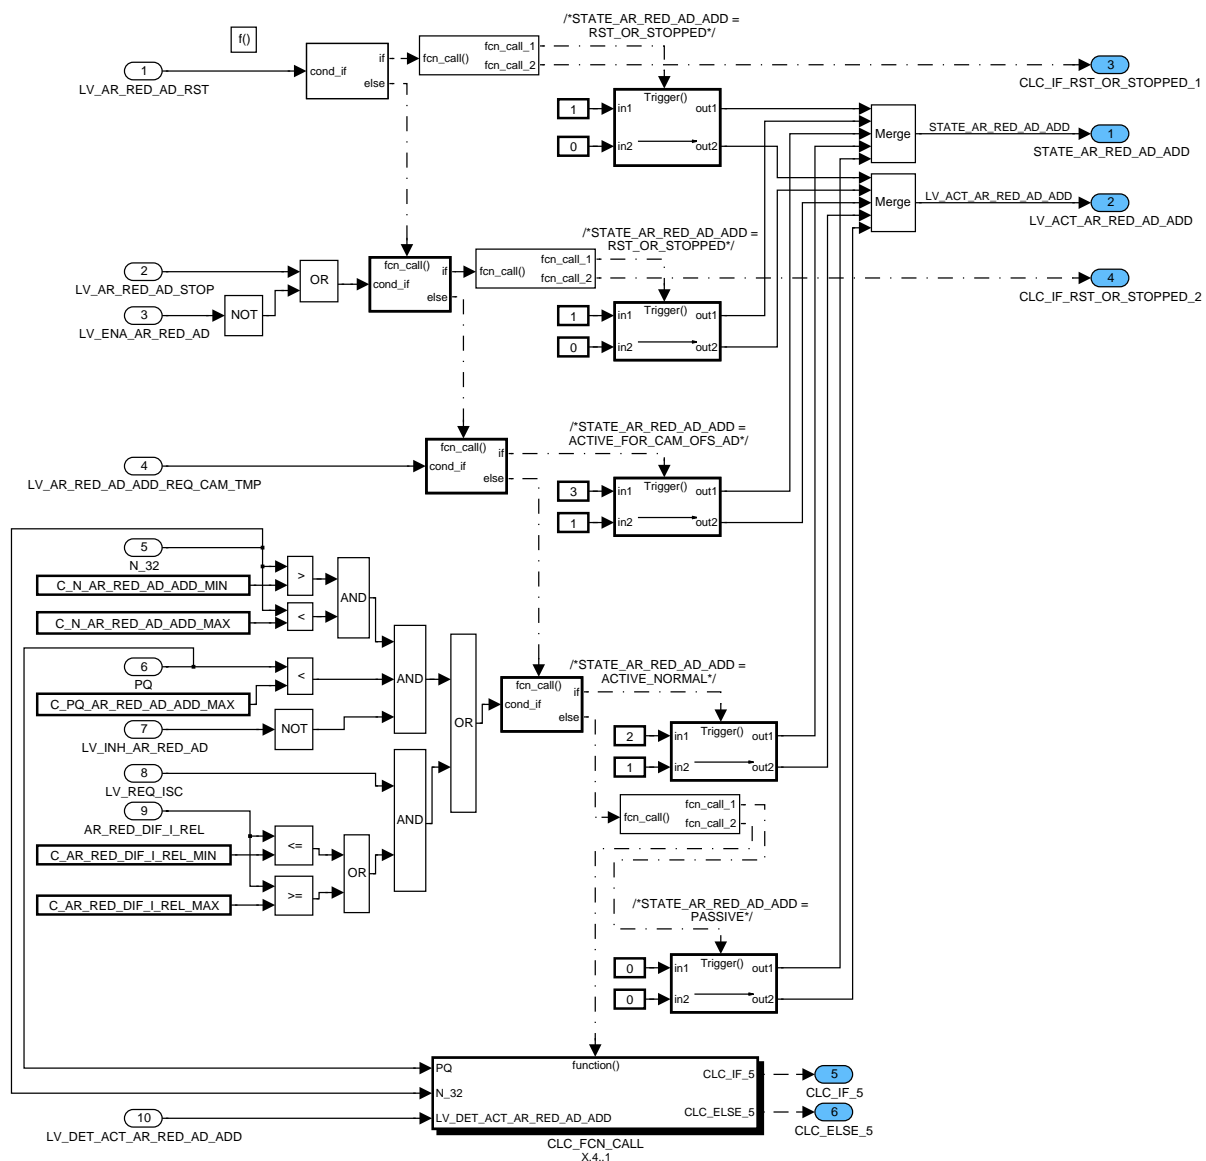 /*STATE_AR_RED_AD_ADD =
RST_OR_STOPPED*/
f()
1
LV_AR_RED_AD_RST
cond_if
if
else
fcn_call()
fcn_call_1
fcn_call_2
3
CLC_IF_RST_OR_STOPPED_1
1
0
Trigger()
in1
in2
out1
out2
Merge
STATE_AR_RED_AD_ADD
1
STATE_AR_RED_AD_ADD
Merge
LV_ACT_AR_RED_AD_ADD
2
LV_ACT_AR_RED_AD_ADD
/*STATE_AR_RED_AD_ADD =
RST_OR_STOPPED*/
2
LV_AR_RED_AD_STOP
3
LV_ENA_AR_RED_AD
NOT
OR
fcn_call()
cond_if
if
else
fcn_call()
fcn_call_1
fcn_call_2
4
CLC_IF_RST_OR_STOPPED_2
1
0
Trigger()
in1
in2
out1
out2
/*STATE_AR_RED_AD_ADD =
ACTIVE_FOR_CAM_OFS_AD*/
4
LV_AR_RED_AD_ADD_REQ_CAM_TMP
fcn_call()
cond_if
if
else
3
1
Trigger()
in1
in2
out1
out2
5
N_32
C_N_AR_RED_AD_ADD_MIN
C_N_AR_RED_AD_ADD_MAX
>
<
AND
6
PQ
C_PQ_AR_RED_AD_ADD_MAX
<
7
LV_INH_AR_RED_AD
NOT
AND
8
LV_REQ_ISC
9
AR_RED_DIF_I_REL
C_AR_RED_DIF_I_REL_MIN
C_AR_RED_DIF_I_REL_MAX
<=
>=
OR
AND
OR
/*STATE_AR_RED_AD_ADD =
ACTIVE_NORMAL*/
fcn_call()
cond_if
if
else
2
1
Trigger()
in1
in2
out1
out2
fcn_call()
fcn_call_1
fcn_call_2
/*STATE_AR_RED_AD_ADD =
PASSIVE*/
0
0
Trigger()
in1
in2
out1
out2
function()
PQ
N_32
LV_DET_ACT_AR_RED_AD_ADD
CLC_IF_5
CLC_ELSE_5
5
CLC_IF_5
6
CLC_ELSE_5
10
LV_DET_ACT_AR_RED_AD_ADD
CLC_FCN_CALL
X.4..1